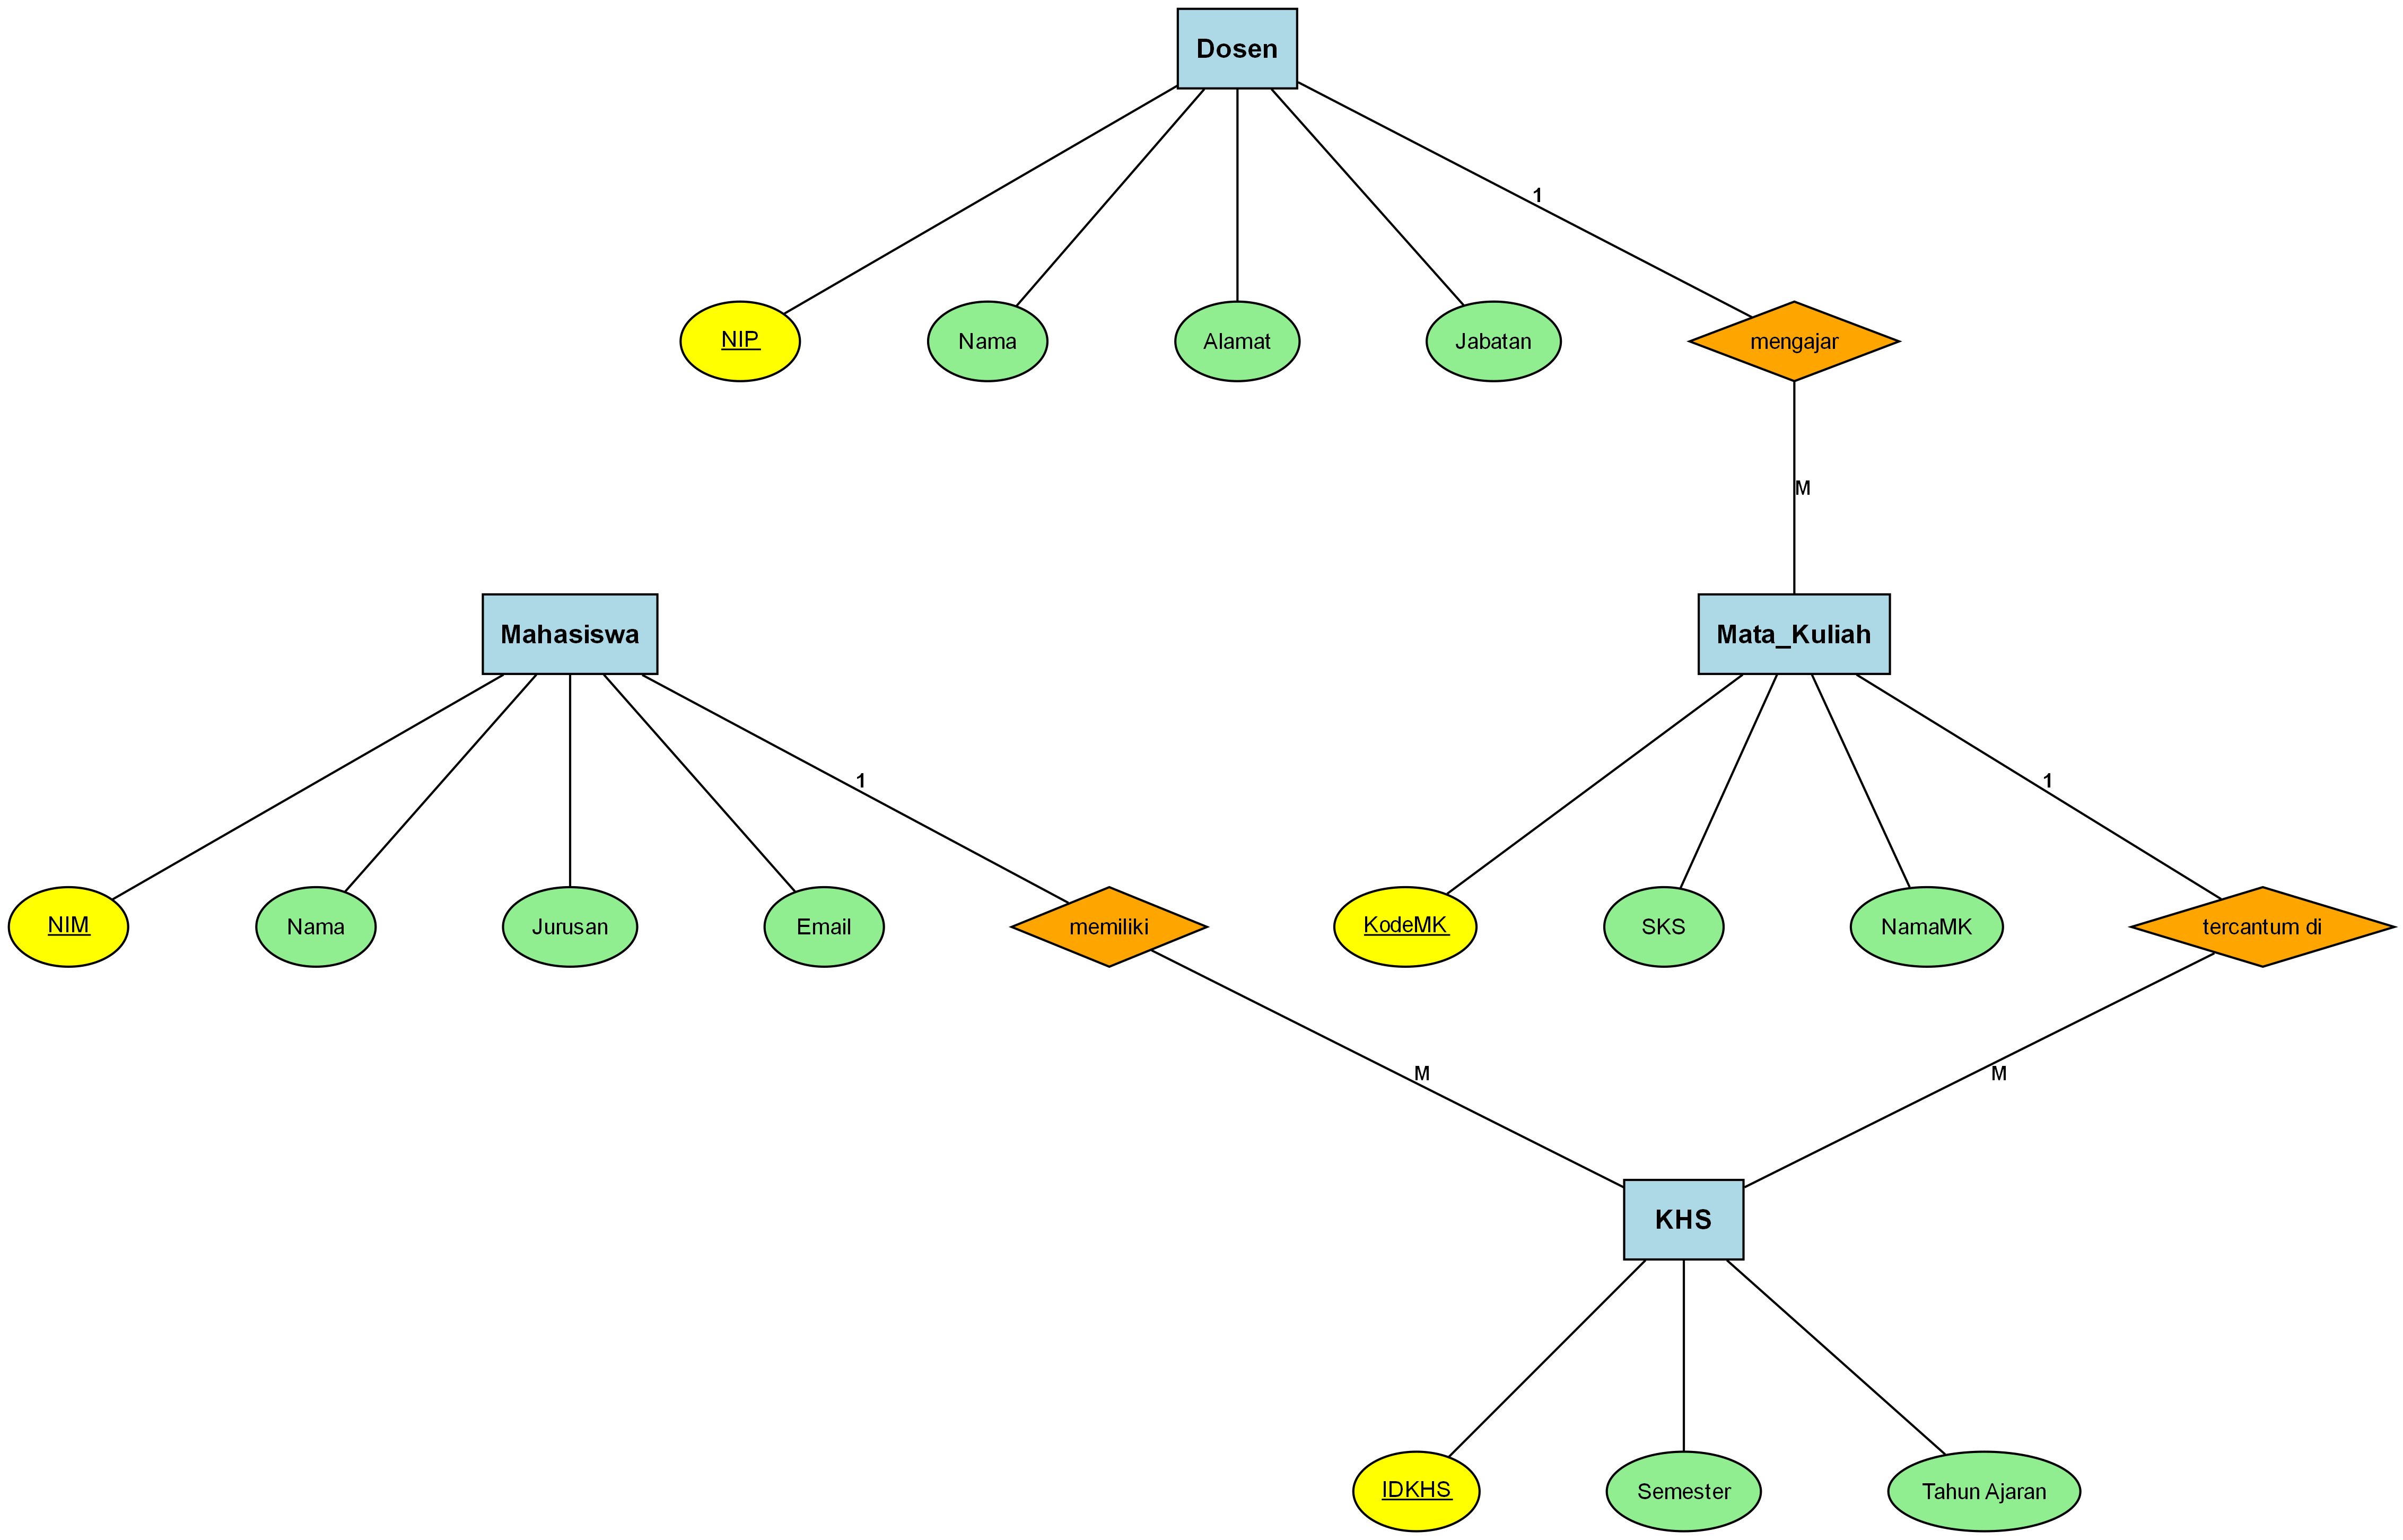 Dosen
1
NIP
Nama
Alamat
Jabatan
mengajar
M
Mahasiswa
Mata_Kuliah
1
1
NIM
Nama
Jurusan
Email
memiliki
KodeMK
SKS
NamaMK
tercantum di
M
M
KHS
IDKHS
Semester
Tahun Ajaran